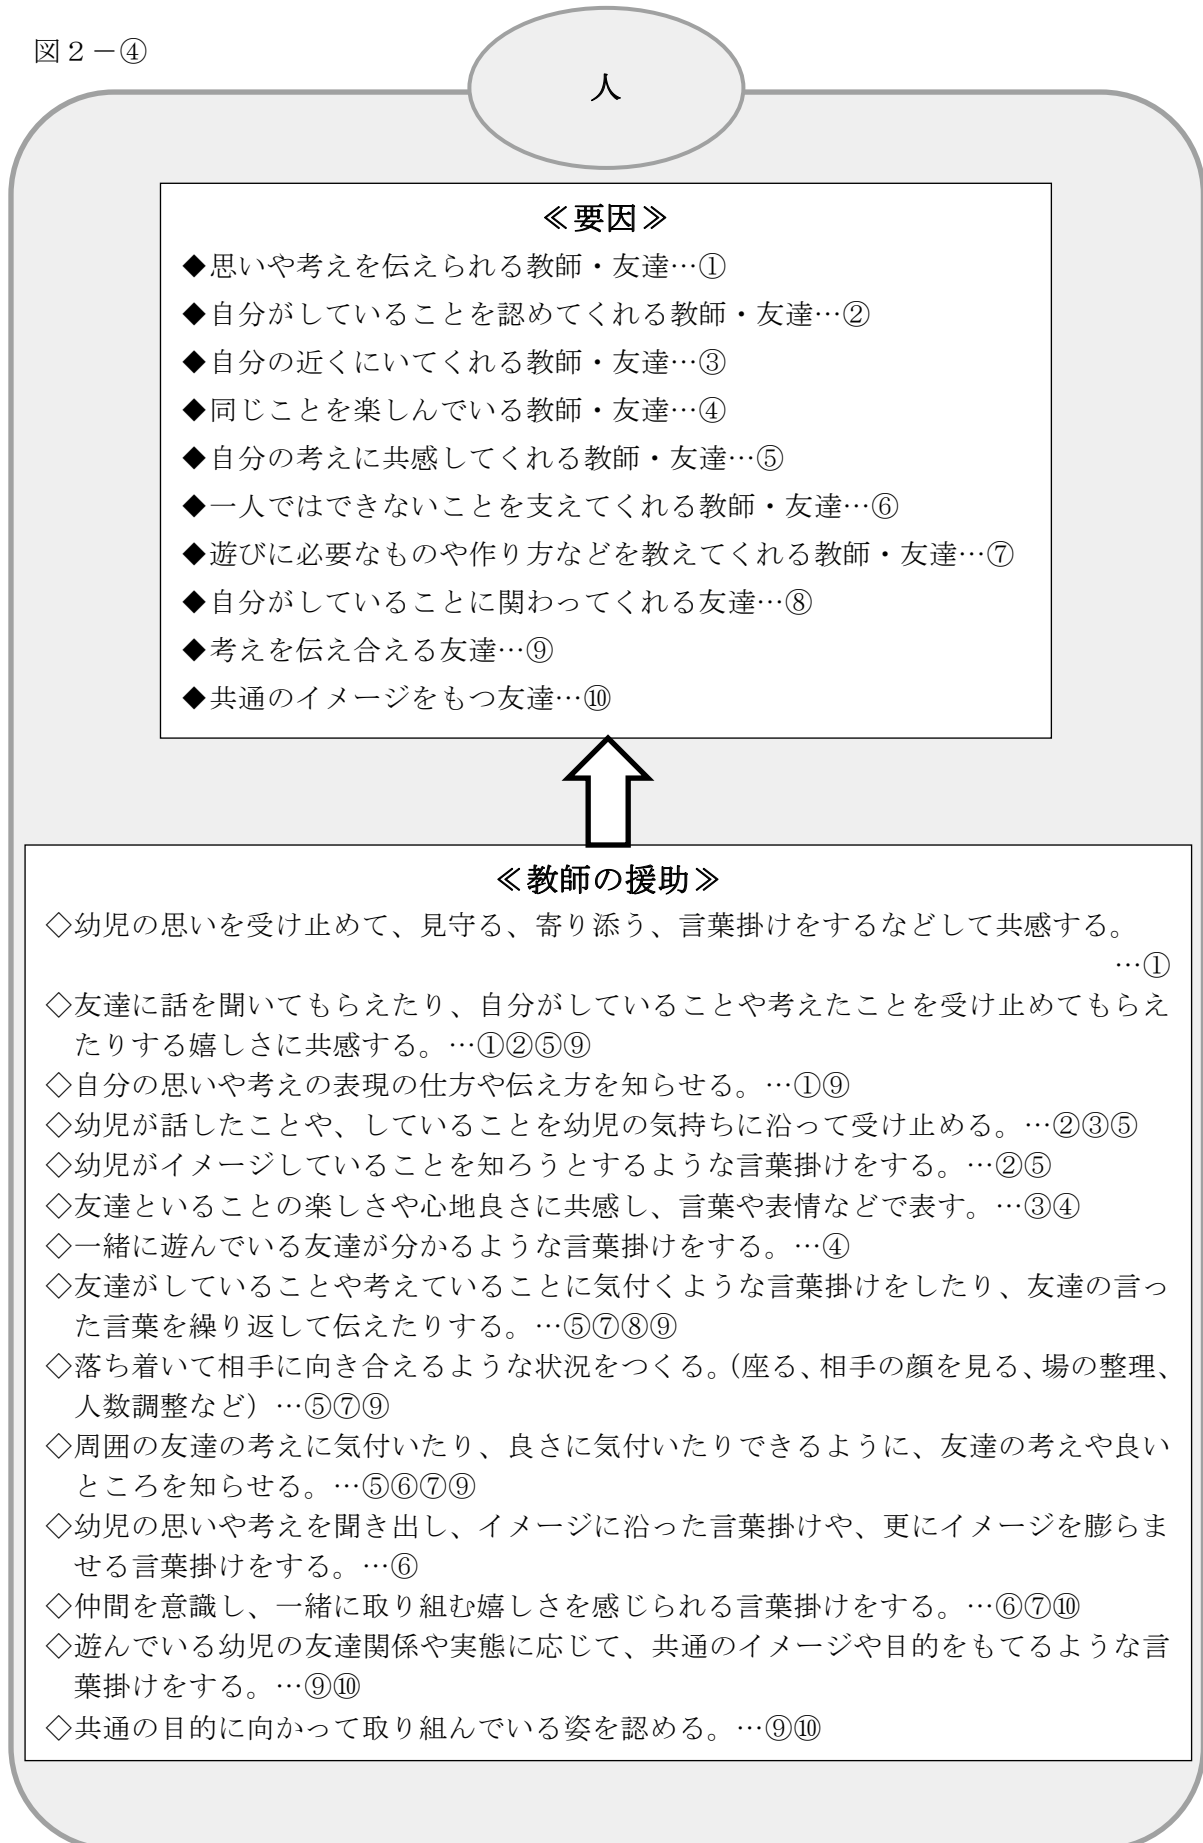 図２－④
人
≪要因≫
◆思いや考えを伝えられる教師・友達…①
◆自分がしていることを認めてくれる教師・友達…②
◆自分の近くにいてくれる教師・友達…③
◆同じことを楽しんでいる教師・友達…④
◆自分の考えに共感してくれる教師・友達…⑤
◆一人ではできないことを支えてくれる教師・友達…⑥
◆遊びに必要なものや作り方などを教えてくれる教師・友達…⑦
◆自分がしていることに関わってくれる友達…⑧
◆考えを伝え合える友達…⑨
◆共通のイメージをもつ友達…⑩
≪教師の援助≫
◇幼児の思いを受け止めて、見守る、寄り添う、言葉掛けをするなどして共感する。
…①
◇友達に話を聞いてもらえたり、自分がしていることや考えたことを受け止めてもらえ
たりする嬉しさに共感する。…①②⑤⑨
◇自分の思いや考えの表現の仕方や伝え方を知らせる。…①⑨
◇幼児が話したことや、していることを幼児の気持ちに沿って受け止める。…②③⑤
◇幼児がイメージしていることを知ろうとするような言葉掛けをする。…②⑤
◇友達といることの楽しさや心地良さに共感し、言葉や表情などで表す。…③④
◇一緒に遊んでいる友達が分かるような言葉掛けをする。…④
◇友達がしていることや考えていることに気付くような言葉掛けをしたり、友達の言っ
た言葉を繰り返して伝えたりする。…⑤⑦⑧⑨
◇落ち着いて相手に向き合えるような状況をつくる。（座る、相手の顔を見る、場の整理、
人数調整など）…⑤⑦⑨
◇周囲の友達の考えに気付いたり、良さに気付いたりできるように、友達の考えや良い
ところを知らせる。…⑤⑥⑦⑨
◇幼児の思いや考えを聞き出し、イメージに沿った言葉掛けや、更にイメージを膨らま
せる言葉掛けをする。…⑥
◇仲間を意識し、一緒に取り組む嬉しさを感じられる言葉掛けをする。…⑥⑦⑩
◇遊んでいる幼児の友達関係や実態に応じて、共通のイメージや目的をもてるような言
葉掛けをする。…⑨⑩
◇共通の目的に向かって取り組んでいる姿を認める。…⑨⑩